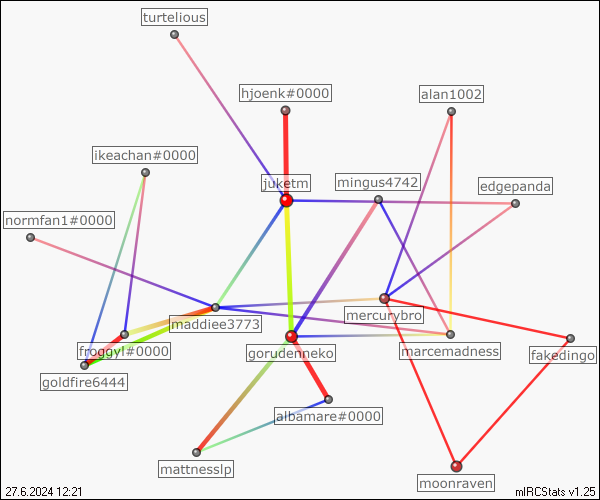 turtelious
hjoenk#0000
alan1002
ikeachan#0000
juketm
mingus4742
edgepanda
normfan1#0000
mercurybro
maddiee3773
froggyf#0000
gorudenneko
marcemadness
fakedingo
goldfire6444
albamare#0000
mattnesslp
moonraven
27.6.2024 12:21
mIRCStats v1.25